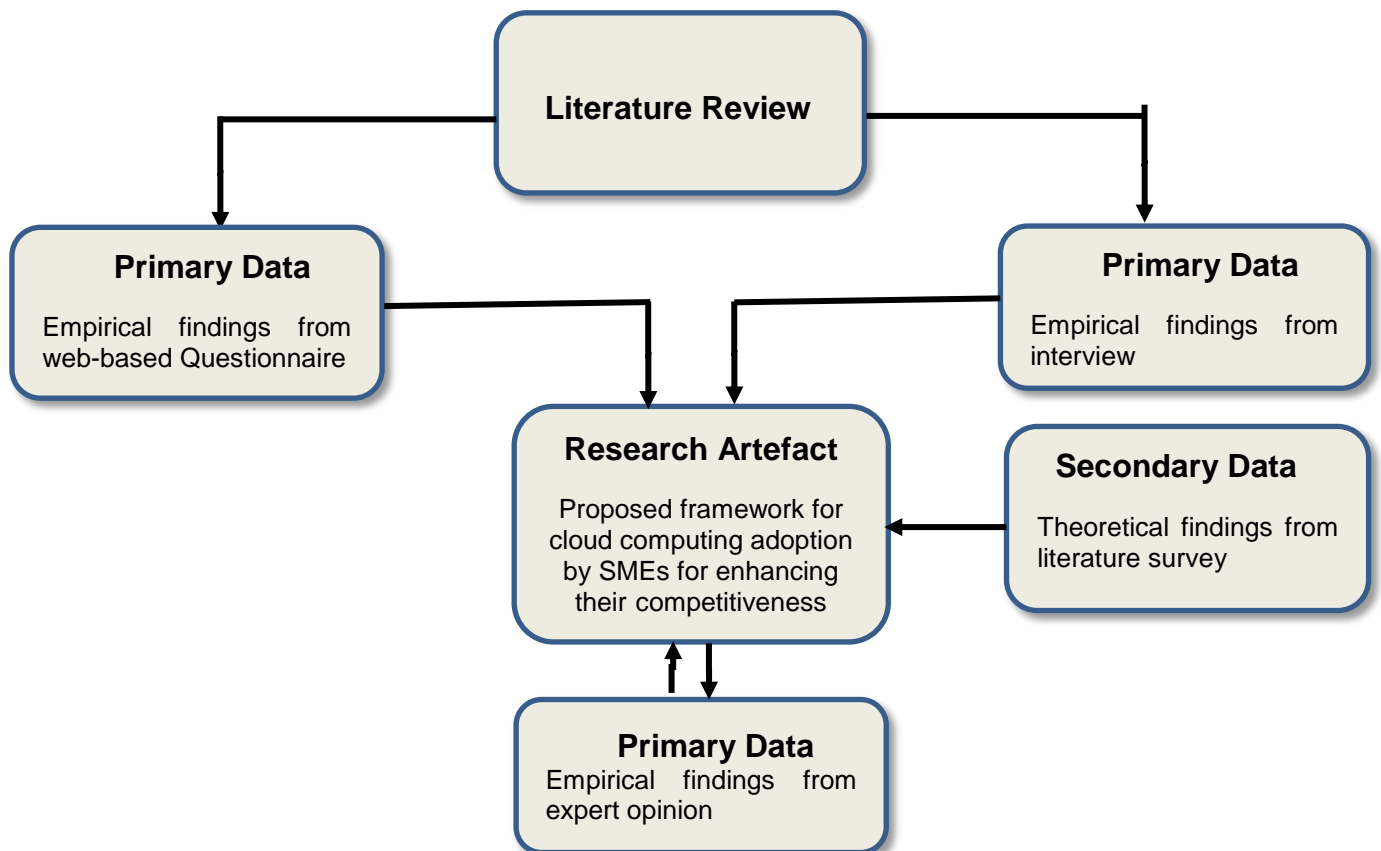 Literature Review
Primary Data
Empirical findings from
web-based Questionnaire
Primary Data
Empirical findings from
interview
Research Artefact
Proposed framework for
cloud computing adoption
by SMEs for enhancing
their competitiveness
Secondary Data
Theoretical findings from
literature survey
Primary Data
Empirical findings from
expert opinion